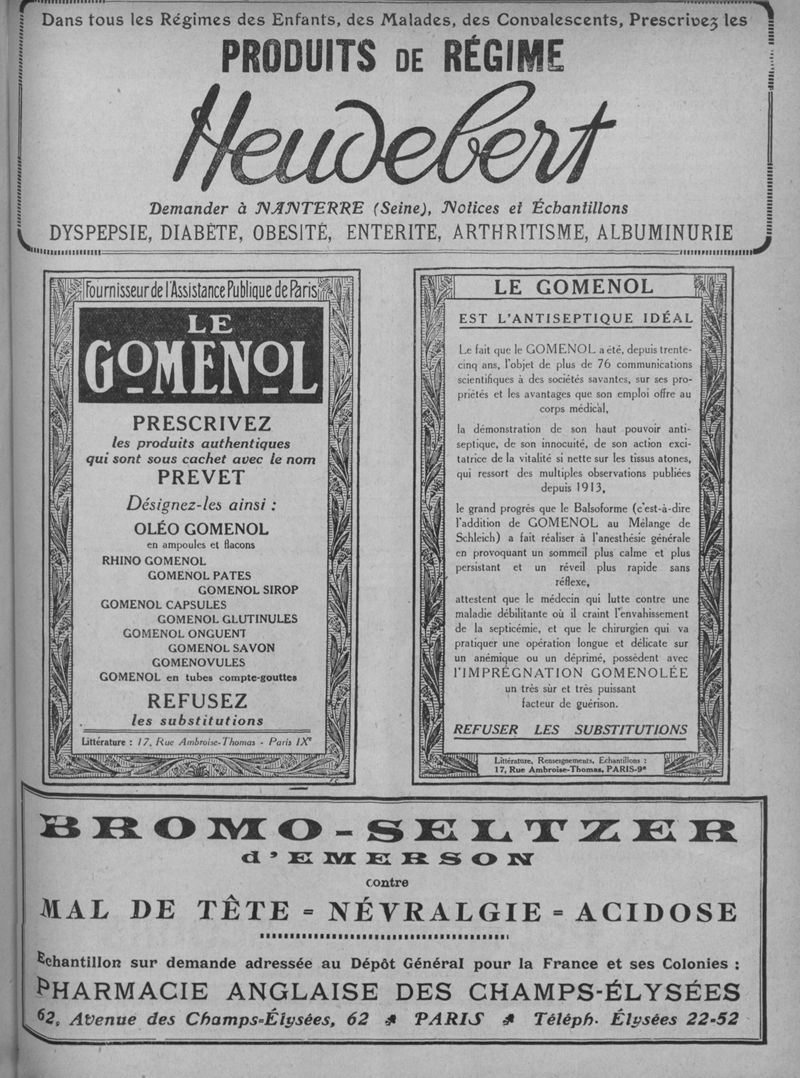 Dans tous les Régimes des Enfants, des Malades, des Convalescents, Prescrivez les
PRODUITS DE RÉGIME
Heudebert
Demander à NANTERRE (Seine), Notices et Échantillons
DYSPEPSIE, DIABÈTE, OBESITÉ, ENTERITE, ARTHRITISME, ALBUMINURIE
Fournisseur de l'Assistance Publique de Paris
LE
GOMENOL
PRESCRIVEZ
les produits authentiques
qui sont sous cachet avec le nom
PREVET
Désignez-les ainsi :
OLÉO GOMENOL
en ampoules et flacons
RHINO GOMENOL
GOMENOL PATES
GOMENOL SIROP
GOMENOL CAPSULES
GOMENOL GLUTINULES
GOMENOL ONGUENT
GOMENOL SAVON
GOMENOVULES
GOMENOL en tubes compte-gouttes
REFUSEZ
les substitutions
Littérature : 17, Rue Ambroise-Thomas - Paris IXe
LE GOMENOL
EST L'ANTISEPTIQUE IDÉAL
Le fait que le GOMENOL a été, depuis trente-
cinq ans, l'objet de plus de 76 communications
scientifiques à des sociétés savantes, sur ses pro-
priétés et les avantages que son emploi offre au
corps médical,
la démonstration de son haut pouvoir anti-
septique, de son innocuité, de son action exci-
tatrice de la vitalité si nette sur les tissus atones,
qui ressort des multiples observations publiées
depuis 1913,
le grand progrés que le Balsoforme (c'est-à-dire
l'addition de GOMENOL au Mélange de
Schleich) a fait réaliser à l'anesthésie générale
en provoquant un sommeil plus calme et plus
persistant et un réveil plus rapide sans
réflexe,
attestent que le médecin qui lutte contre une
maladie débilitante où il craint l'envahissement
de la septicémie, et que le chirurgien qui va
pratiquer une opération longue et délicate sur
un anémique ou un déprimé, possèdent avec
l'IMPRÉGNATION GOMENOLÉE
un très sûr et très puissant
facteur de guérison.
REFUSER LES SUBSTITUTIONS
Littérature, Renseignements, Echantillons :
17, Rue Ambroise-Thomas, PARIS-9e
BROMO-SELTZER
d'EMERSON
contre
MAL DE TÊTE = NÉVRALGIE = ACIDOSE
Echantillon sur demande adressée au Dépôt Général pour la France et ses Colonies :
PHARMACIE ANGLAISE DES CHAMPS-ÉLYSÉES
62, Avenue des Champs-Élysées, 62 PARIS Téléph. Élysées 22-52